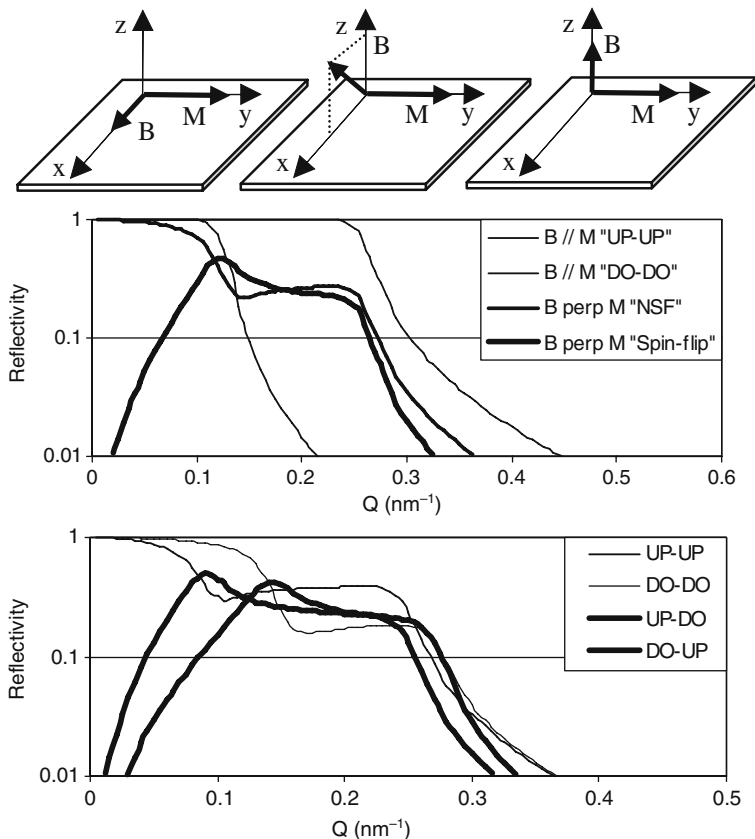 z
B
M
y
x
z
B
M
y
x
z
B
M
y
x
1
0.1
0.01
Reflectivity
0
0.1
0.2
0.3
0.4
0.5
0.6
Q (nm⁻¹)
B // M "UP-UP"
B // M "DO-DO"
B perp M "NSF"
B perp M "Spin-flip"
1
0.1
0.01
Reflectivity
0
0.1
0.2
0.3
0.4
0.5
Q (nm⁻¹)
UP-UP
DO-DO
UP-DO
DO-UP